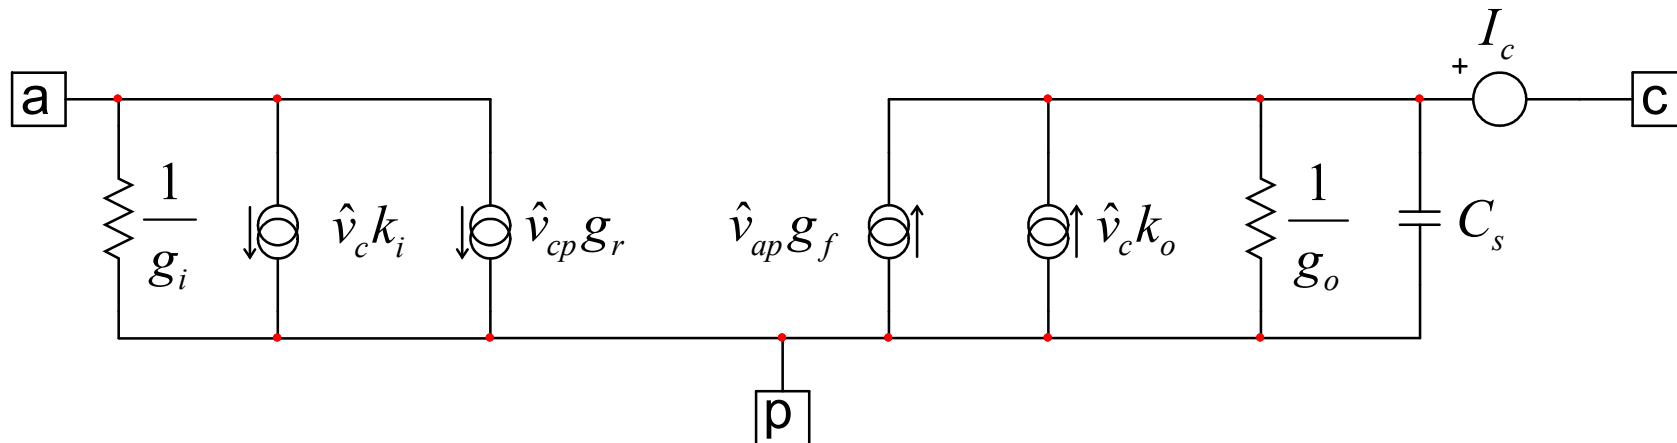 I_c
+
a
c
1/g_i
v̂_c k_i
v̂_cp g_r
v̂_ap g_f
v̂_c k_o
1/g_o
C_s
p